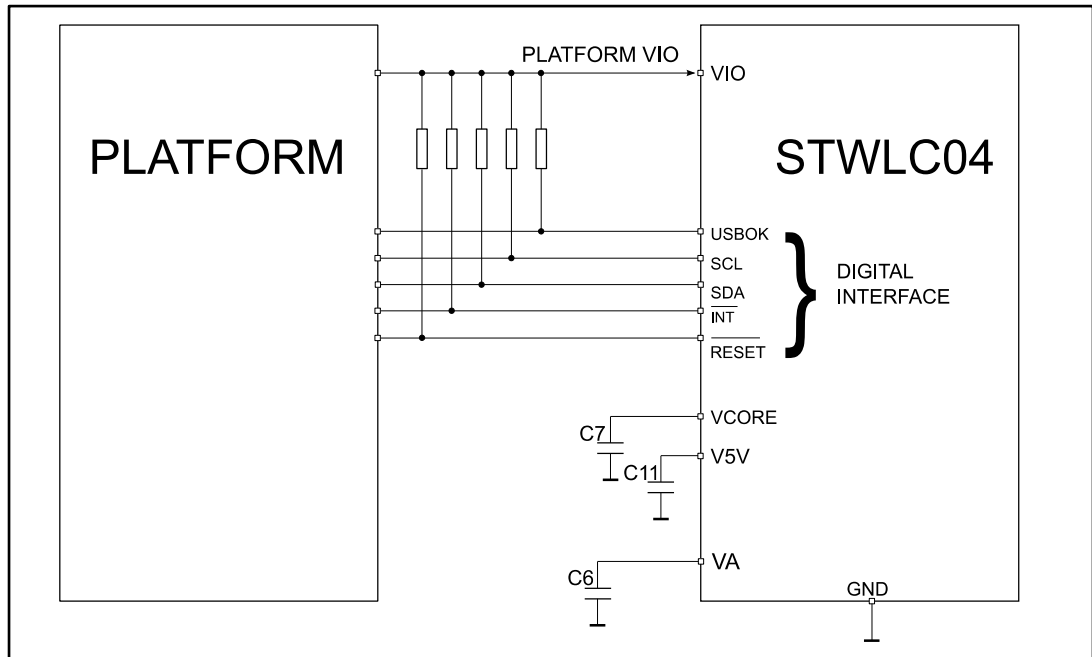 PLATFORM VIO
VIO
PLATFORM
STWLC04
USBOK
SCL
SDA
INT
RESET
DIGITAL
INTERFACE
VCORE
C7
V5V
C11
VA
C6
GND